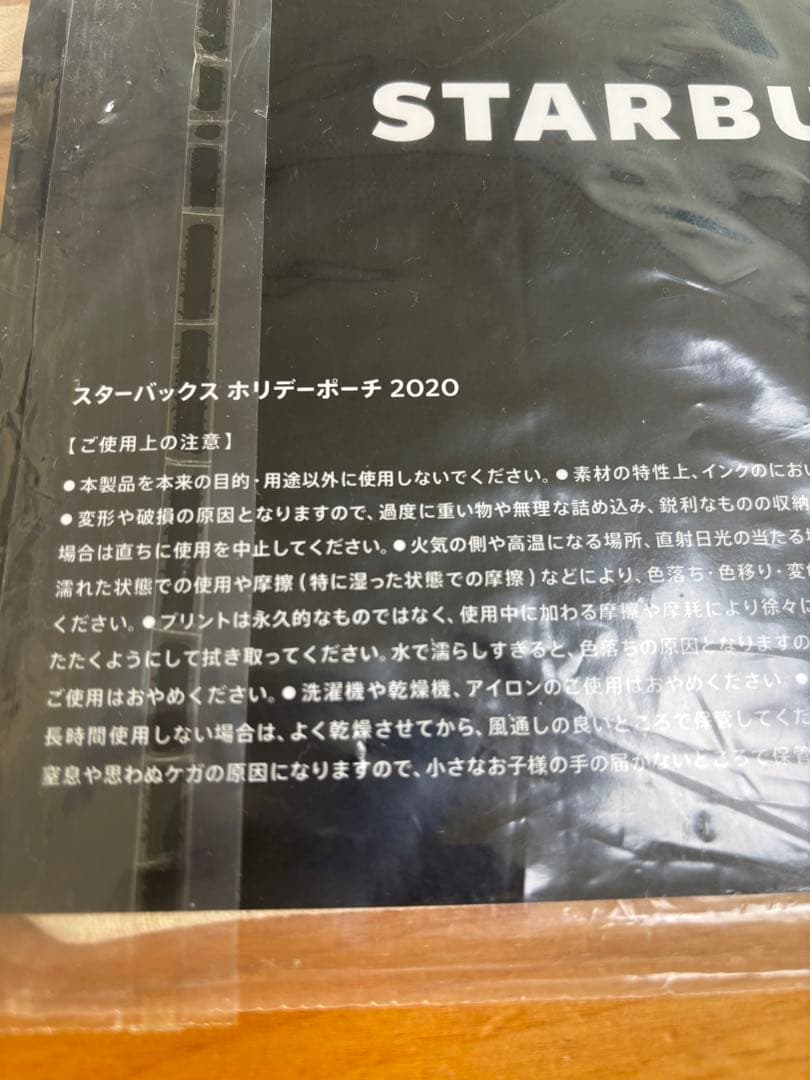 STARBU
スターバックス ホリデーポーチ 2020
【ご使用上の注意】
●本製品を本来の目的・用途以外に使用しないでください。●素材の特性上、インクのにおい
●変形や破損の原因となりますので、過度に重い物や無理な詰め込み、鋭利なものの収納
場合は直ちに使用を中止してください。●火気の側や高温になる場所、直射日光の当たる場
濡れた状態での使用や摩擦(特に湿った状態での摩擦)などにより、色落ち・色移り・変色
ください。●プリントは永久的なものではなく、使用中に加わる摩擦や摩耗により徐々に
たたくようにして拭き取ってください。水で濡らしすぎると、色落ちの原因となりますの
ご使用はおやめください。●洗濯機や乾燥機、アイロンのご使用はおやめください。●
長時間使用しない場合は、よく乾燥させてから、風通しの良いところで保管してくだ
窒息や思わぬケガの原因になりますので、小さなお子様の手の届かないところで保管